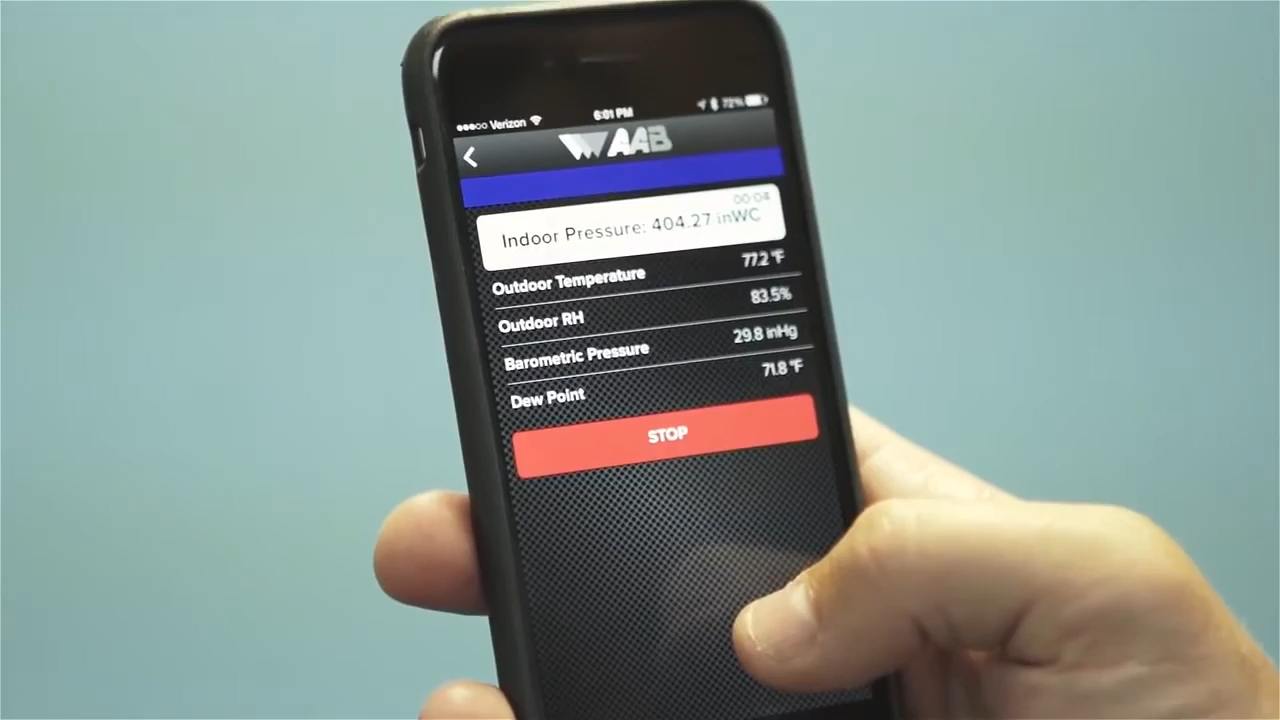 ●●●○○ Verizon 6:01 PM 72%
WAAB
00:04
Indoor Pressure: 404.27 inWC
Outdoor Temperature 77.2 °F
Outdoor RH 83.5%
Barometric Pressure 29.8 inHg
Dew Point 71.8 °F
STOP